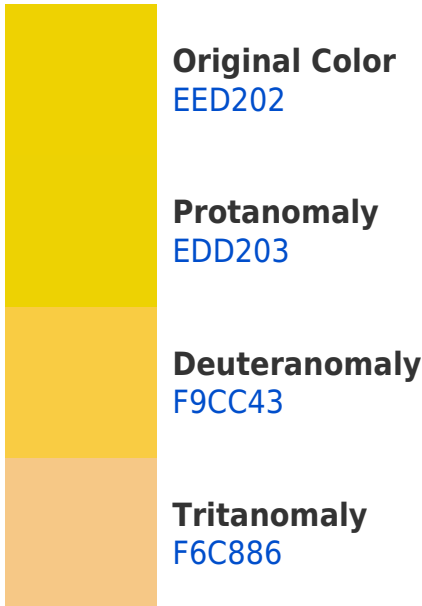 Original Color
EED202
Protanomaly
EDD203
Deuteranomaly
F9CC43
Tritanomaly
F6C886